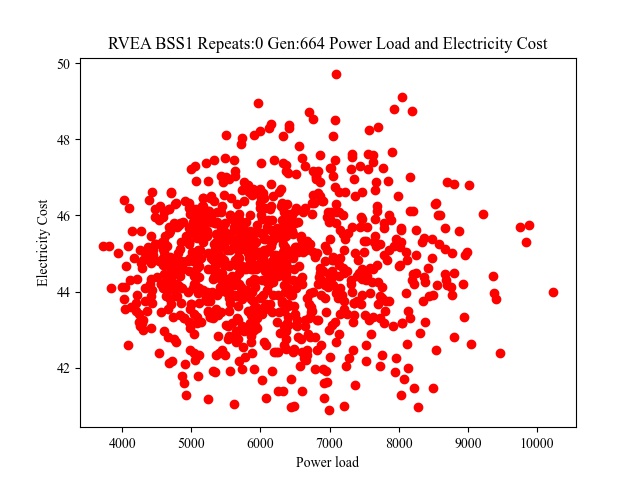 RVEA BSS1 Repeats:0 Gen:664 Power Load and Electricity Cost
50
48
46
44
42
Electricity Cost
4000 5000 6000 7000 8000 9000 10000
Power load